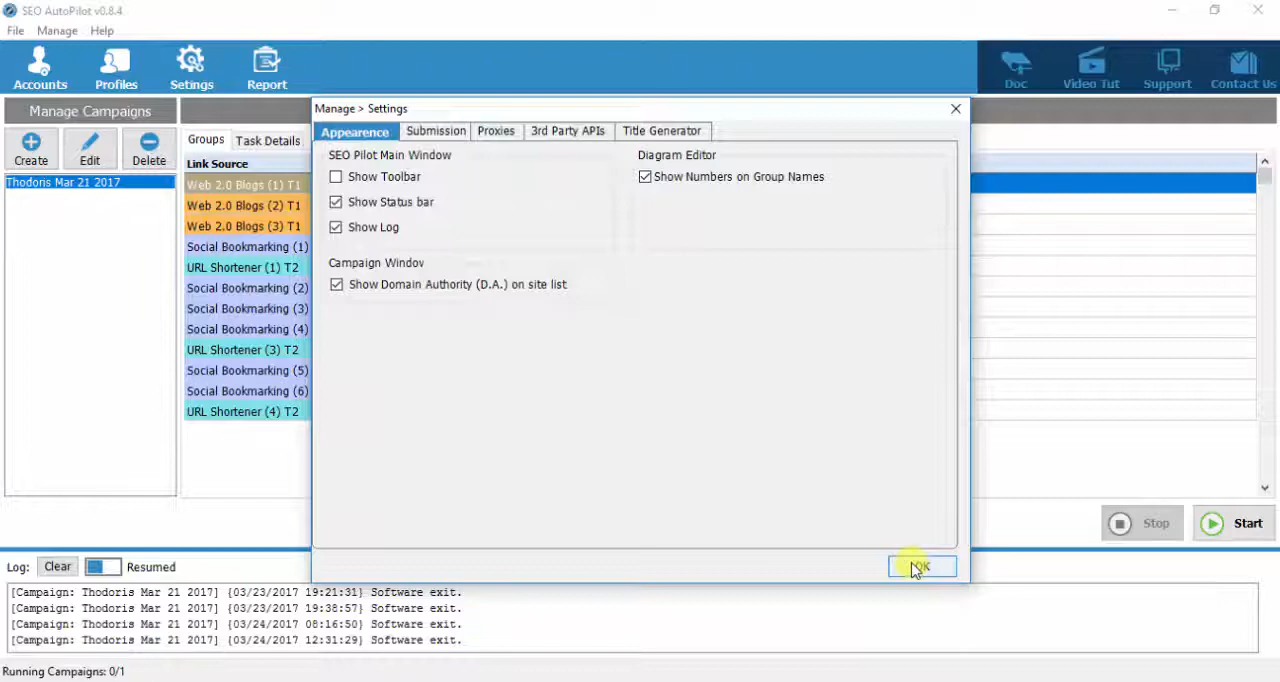 SEO AutoPilot v0.8.4
File Manage Help
Accounts Profiles Settings Report Doc Video Tut Support Contact Us
Manage Campaigns
Create Edit Delete
Thodoris Mar 21 2017
Groups Task Details
Link Source
Web 2.0 Blogs (1) T1
Web 2.0 Blogs (2) T1
Web 2.0 Blogs (3) T1
Social Bookmarking (1)
URL Shortener (1) T2
Social Bookmarking (2)
Social Bookmarking (3)
Social Bookmarking (4)
URL Shortener (3) T2
Social Bookmarking (5)
Social Bookmarking (6)
URL Shortener (4) T2
Manage > Settings
Appearence Submission Proxies 3rd Party APIs Title Generator
SEO Pilot Main Window
Show Toolbar
Show Status bar
Show Log
Diagram Editor
Show Numbers on Group Names
Campaign Windov
Show Domain Authority (D.A.) on site list
OK
Stop Start
Log: Clear Resumed
[Campaign: Thodoris Mar 21 2017] {03/23/2017 19:21:31} Software exit.
[Campaign: Thodoris Mar 21 2017] {03/23/2017 19:38:57} Software exit.
[Campaign: Thodoris Mar 21 2017] {03/24/2017 08:16:50} Software exit.
[Campaign: Thodoris Mar 21 2017] {03/24/2017 12:31:29} Software exit.
Running Campaigns: 0/1